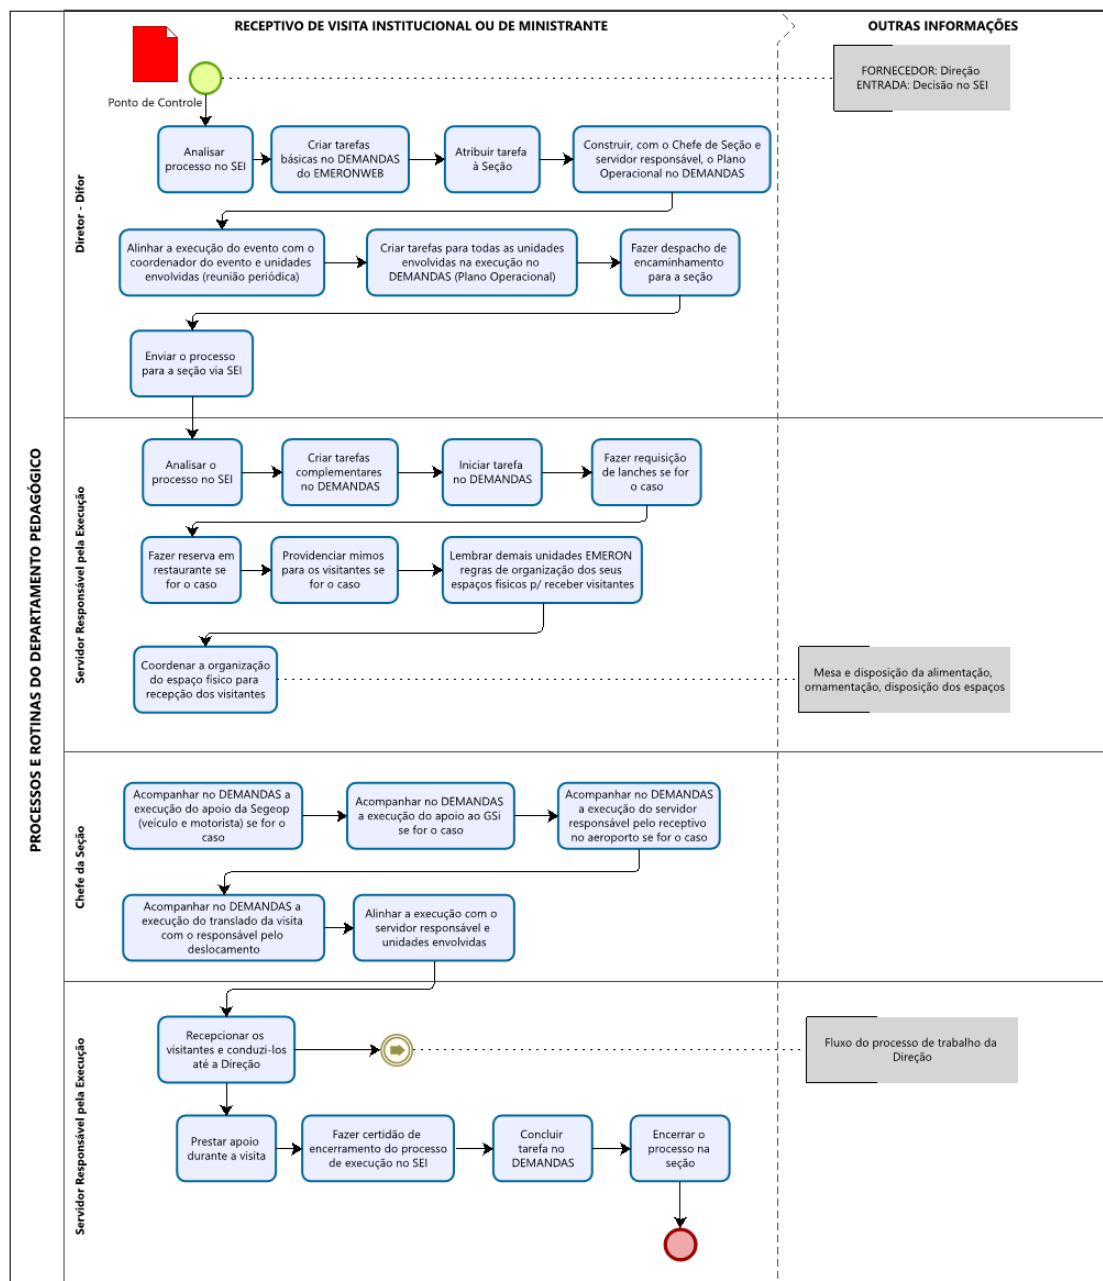 RECEPTIVO DE VISITA INSTITUCIONAL OU DE MINISTRANTE
OUTRAS INFORMAÇÕES
PROCESSOS E ROTINAS DO DEPARTAMENTO PEDAGÓGICO
Diretor - Difor
Ponto de Controle
FORNECEDOR: Direção
ENTRADA: Decisão no SEI
Analisar
processo no SEI
Criar tarefas
básicas no DEMANDAS
do EMERONWEB
Atribuir tarefa
à Seção
Construir, com o Chefe de Seção e
servidor responsável, o Plano
Operacional no DEMANDAS
Alinhar a execução do evento com o
coordenador do evento e unidades
envolvidas (reunião periódica)
Criar tarefas para todas as unidades
envolvidas na execução no
DEMANDAS (Plano Operacional)
Fazer despacho de
encaminhamento
para a seção
Enviar o processo
para a seção via SEI
Servidor Responsável pela Execução
Analisar o
processo no SEI
Criar tarefas
complementares
no DEMANDAS
Iniciar tarefa
no DEMANDAS
Fazer requisição
de lanches se for
o caso
Fazer reserva em
restaurante se
for o caso
Providenciar mimos
para os visitantes se
for o caso
Lembrar demais unidades EMERON
regras de organização dos seus
espaços físicos p/ receber visitantes
Coordenar a organização
do espaço físico para
recepção dos visitantes
Mesa e disposição da alimentação,
ornamentação, disposição dos espaços
Chefe da Seção
Acompanhar no DEMANDAS a
execução do apoio da Segeop
(veículo e motorista) se for o
caso
Acompanhar no DEMANDAS
a execução do apoio ao GSi
se for o caso
Acompanhar no DEMANDAS
a execução do servidor
responsável pelo receptivo
no aeroporto se for o caso
Acompanhar no DEMANDAS a
execução do translado da visita
com o responsável pelo
deslocamento
Alinhar a execução com o
servidor responsável e
unidades envolvidas
Servidor Responsável pela Execução
Recepcionar os
visitantes e conduzi-los
até a Direção
Fluxo do processo de trabalho da
Direção
Prestar apoio
durante a visita
Fazer certidão de
encerramento do processo
de execução no SEI
Concluir
tarefa no
DEMANDAS
Encerrar o
processo na
seção